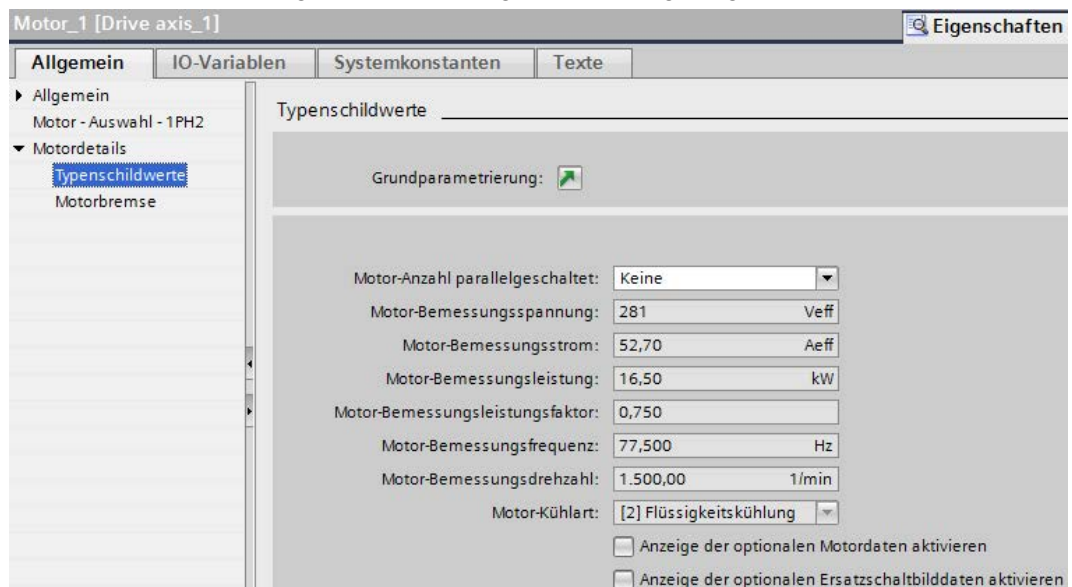 Motor_1 [Drive axis_1]
Eigenschaften
Allgemein IO-Variablen Systemkonstanten Texte
Allgemein
Motor - Auswahl - 1PH2
Motordetails
Typenschildwerte
Motorbremse
Typenschildwerte
Grundparametrierung:
Motor-Anzahl parallelgeschaltet: Keine
Motor-Bemessungsspannung: 281 Veff
Motor-Bemessungsstrom: 52,70 Aeff
Motor-Bemessungsleistung: 16,50 kW
Motor-Bemessungsleistungsfaktor: 0,750
Motor-Bemessungsfrequenz: 77,500 Hz
Motor-Bemessungsdrehzahl: 1.500,00 1/min
Motor-Kühlart: [2] Flüssigkeitskühlung
Anzeige der optionalen Motordaten aktivieren
Anzeige der optionalen Ersatzschaltbilddaten aktivieren